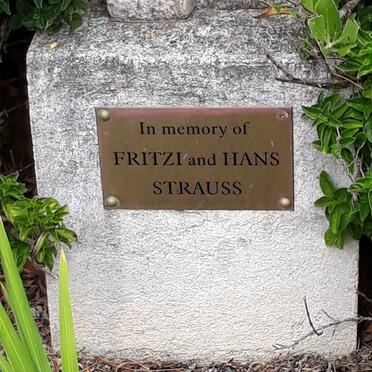 In memory of
FRITZI and HANS
STRAUSS